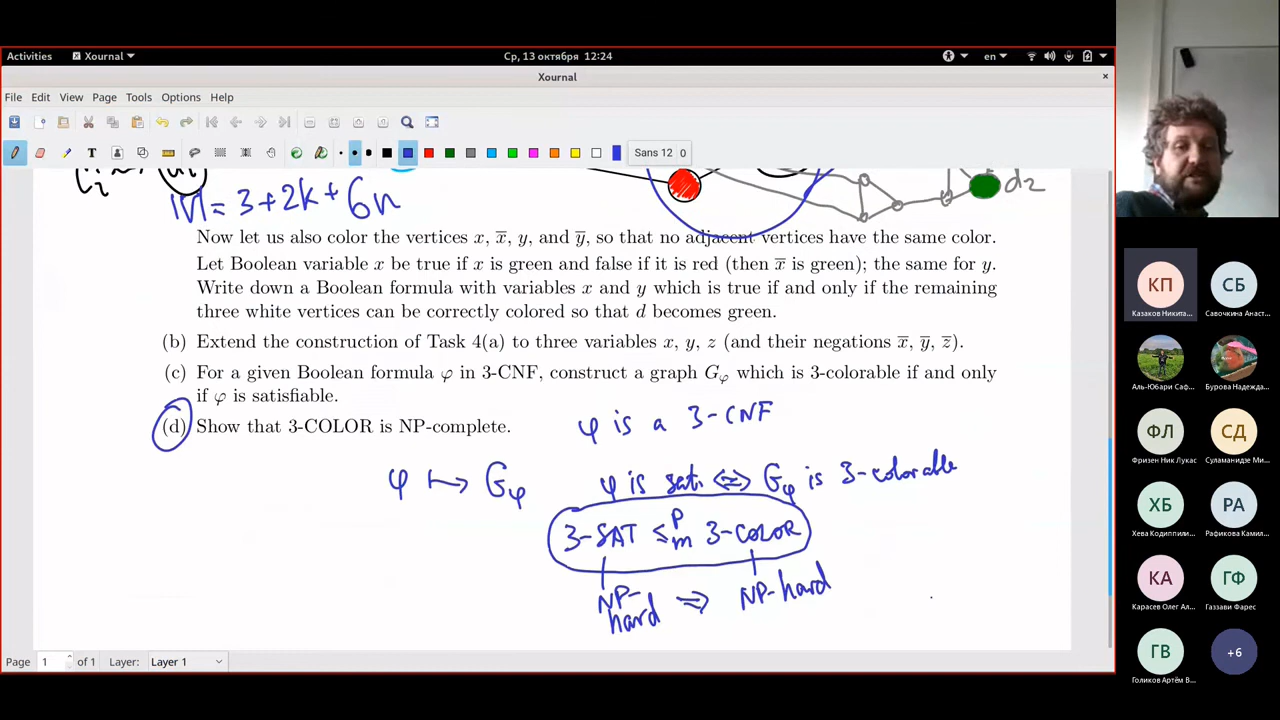 Activities Xournal Ср, 13 октября 12:24 en
Xournal
File Edit View Page Tools Options Help
Sans 12 0
d2
|V| = 3+2k+6n
Now let us also color the vertices x, x̅, y, and y̅, so that no adjacent vertices have the same color.
Let Boolean variable x be true if x is green and false if it is red (then x̅ is green); the same for y.
Write down a Boolean formula with variables x and y which is true if and only if the remaining
three white vertices can be correctly colored so that d becomes green.
(b) Extend the construction of Task 4(a) to three variables x, y, z (and their negations x̅, y̅, z̅).
(c) For a given Boolean formula φ in 3-CNF, construct a graph Gφ which is 3-colorable if and only
if φ is satisfiable.
(d) Show that 3-COLOR is NP-complete.
φ is a 3-CNF
φ ↦ Gφ
φ is sat. ⇔ Gφ is 3-colorable
3-SAT ≤ᵖₘ 3-COLOR
NP-hard ⇒ NP-hard
Page 1 of 1 Layer: Layer 1
КП
Казаков Никита...
СБ
Савочкина Анаст...
Аль-Юбари Саф...
Бурова Надежда...
ФЛ
Фризен Ник Лукас
СД
Суламанидзе Ми...
ХБ
Хева Кодиппили...
РА
Рафикова Камил...
КА
Карасев Олег Ал...
ГФ
Газзави Фарес
ГВ
Голиков Артём В...
+6